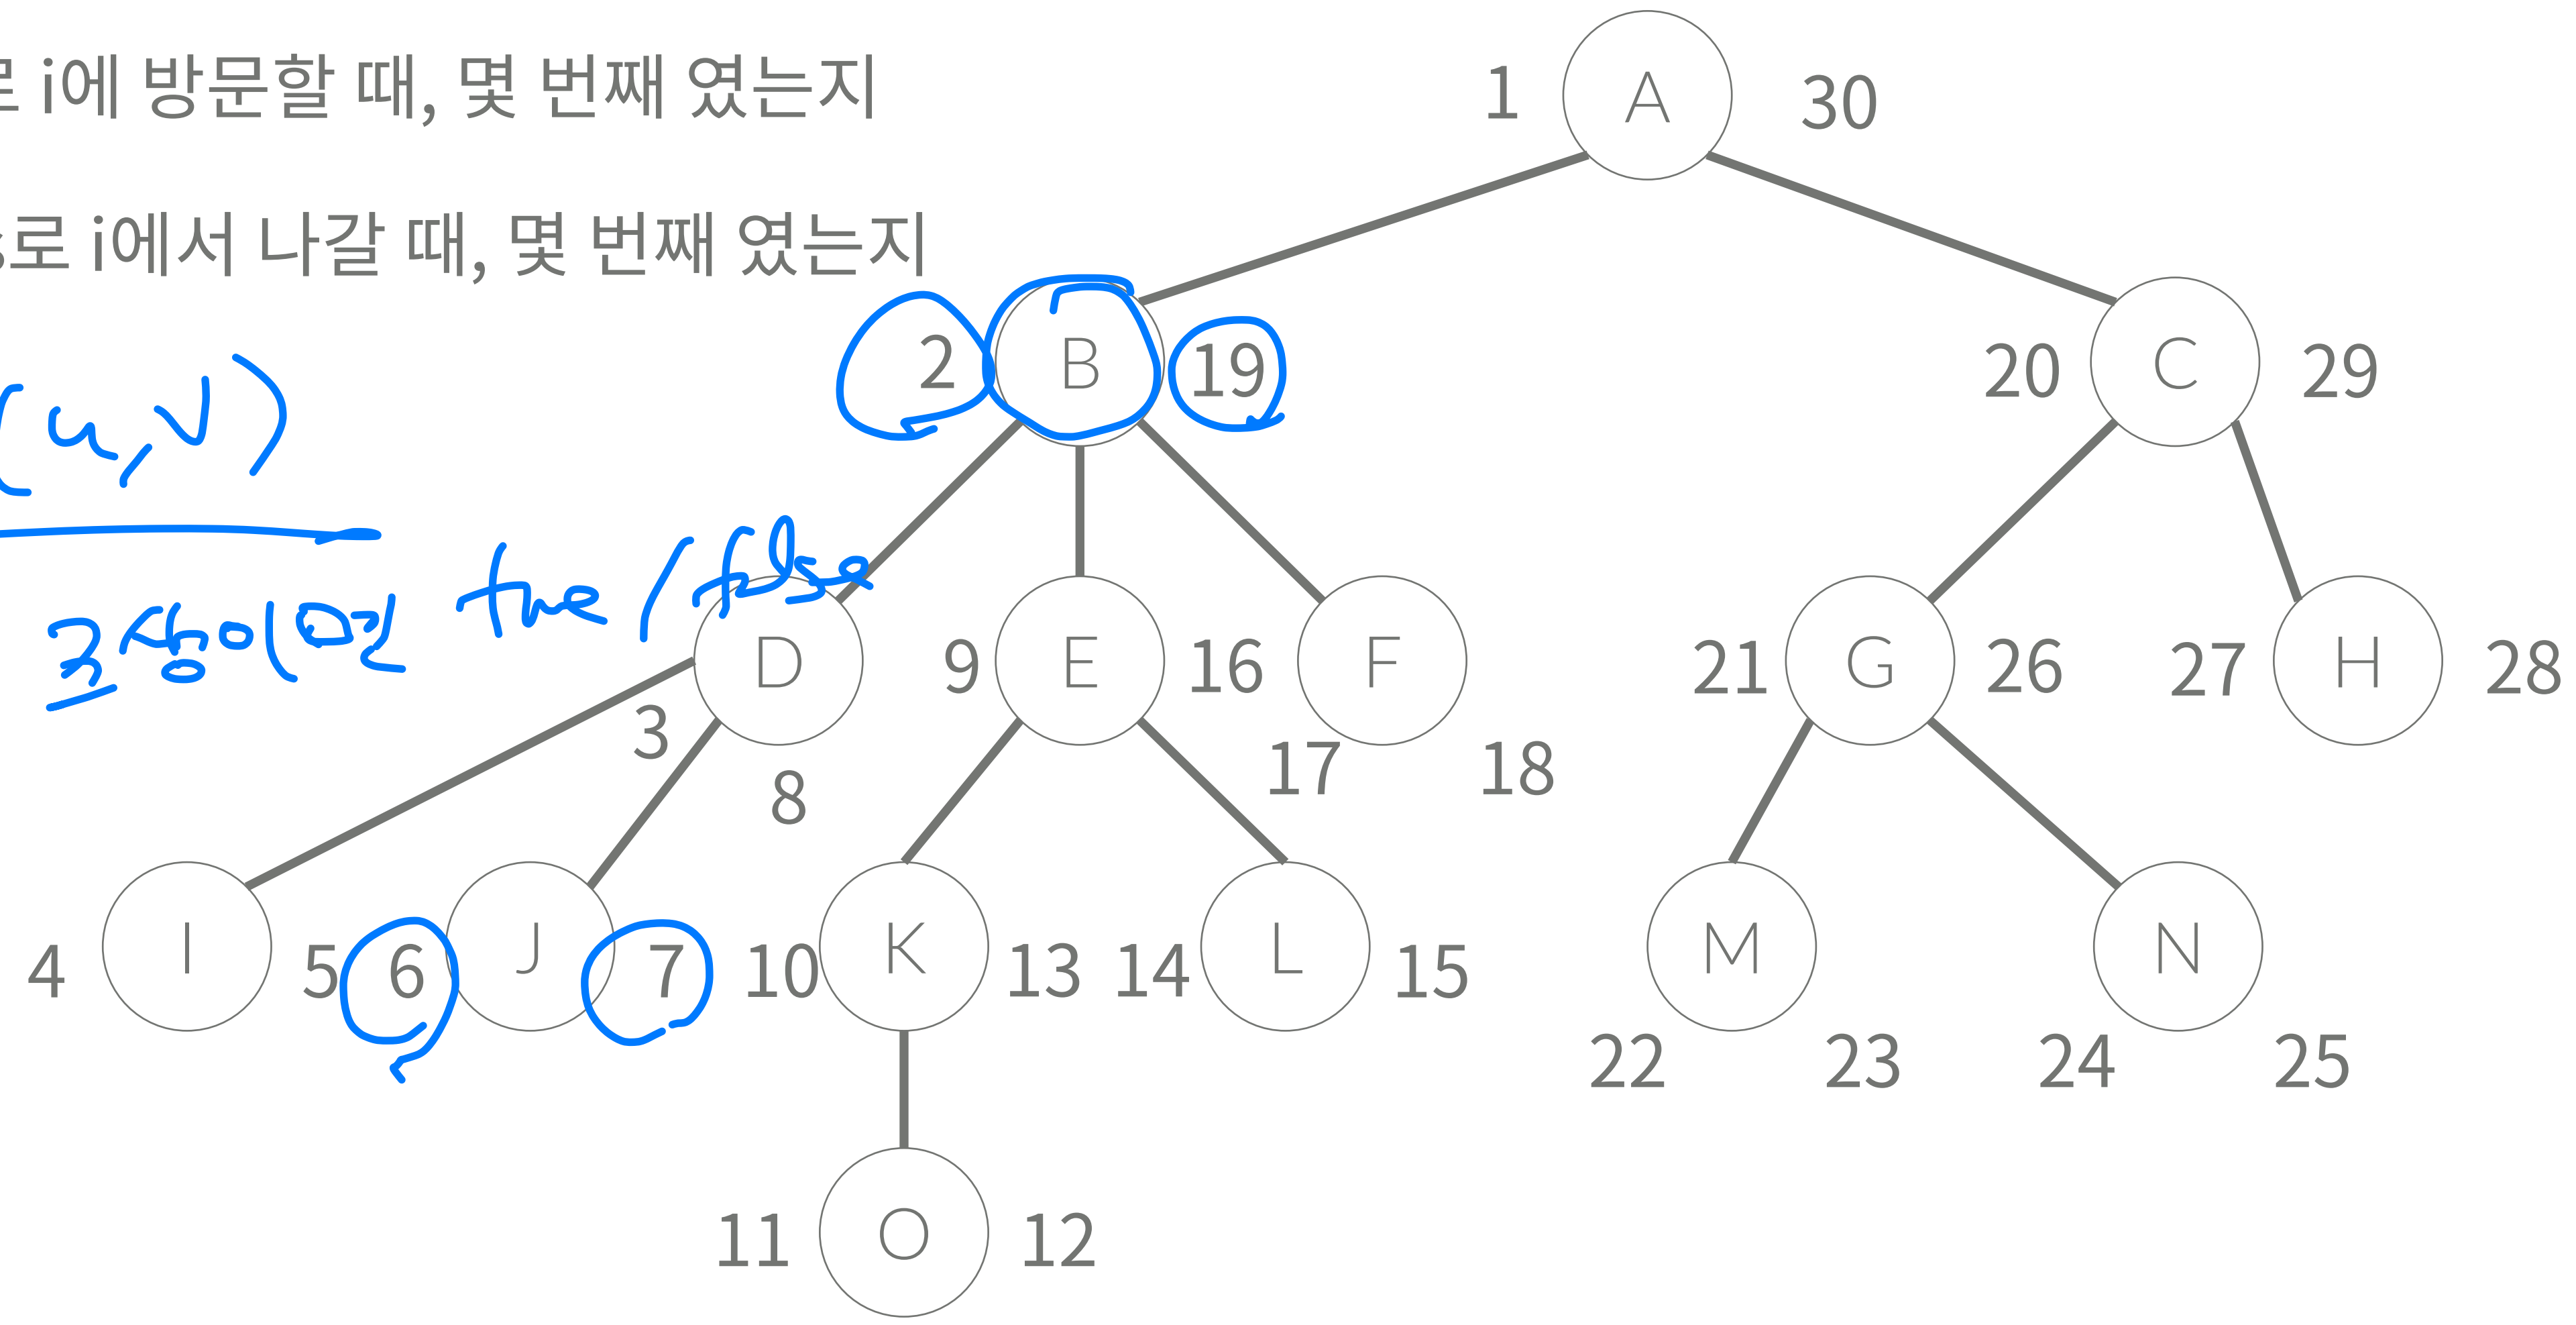 로 i에 방문할 때, 몇 번째 였는지
s로 i에서 나갈 때, 몇 번째 였는지
1 A 30
2 B 19
20 C 29
(u, v)
조상이면 true / false
3 D 8
9 E 16
17 F 18
21 G 26
27 H 28
4 I 5
6 J 7
10 K 13
14 L 15
22 M 23
24 N 25
11 O 12